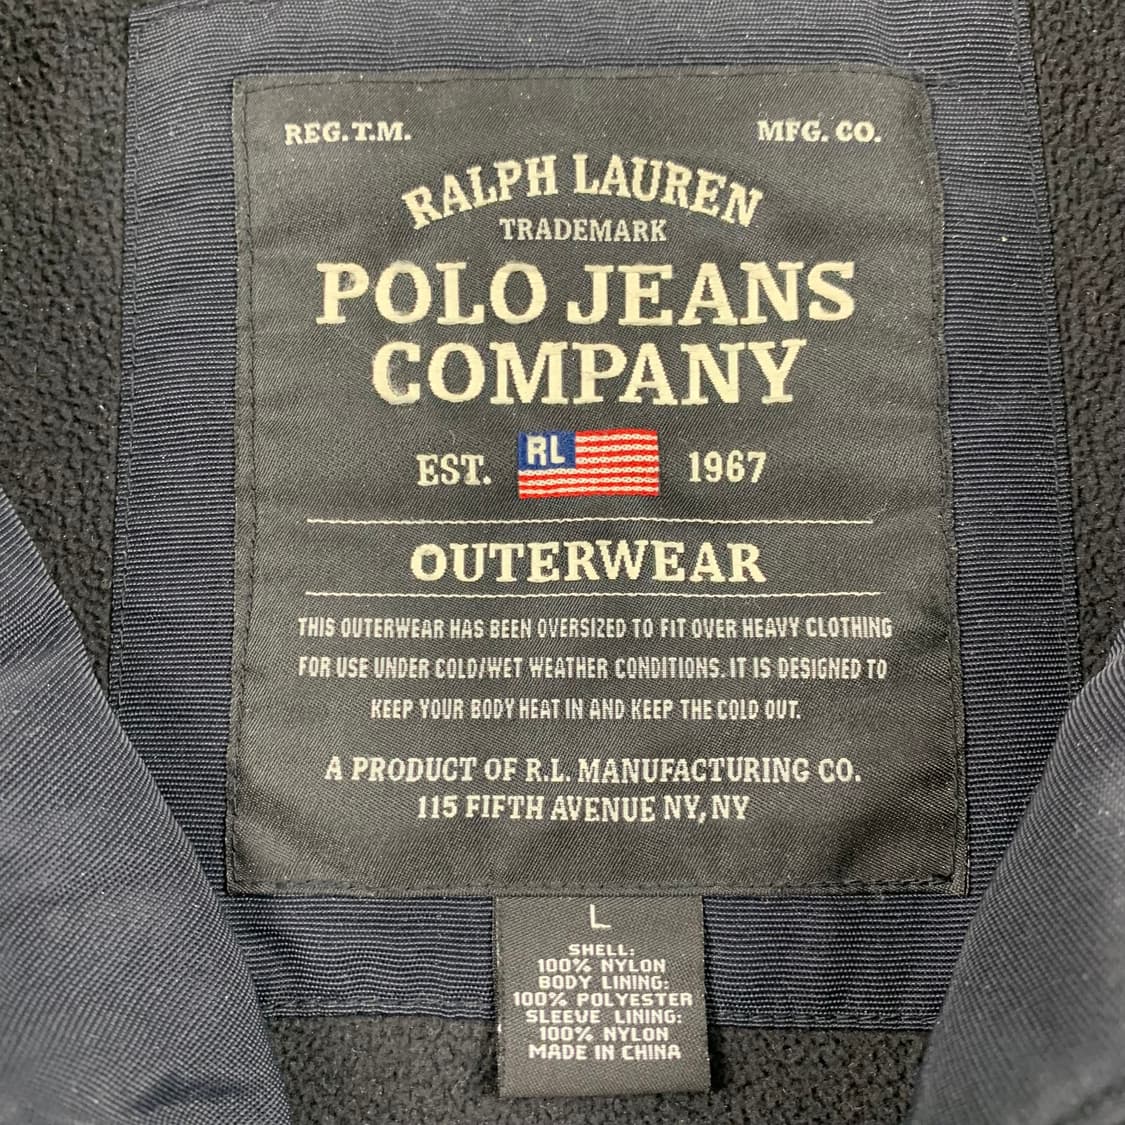 REG. T.M. MFG. CO.
RALPH LAUREN
TRADEMARK
POLO JEANS
COMPANY
EST. RL 1967
OUTERWEAR
THIS OUTERWEAR HAS BEEN OVERSIZED TO FIT OVER HEAVY CLOTHING
FOR USE UNDER COLD/WET WEATHER CONDITIONS. IT IS DESIGNED TO
KEEP YOUR BODY HEAT IN AND KEEP THE COLD OUT.
A PRODUCT OF R.L. MANUFACTURING CO.
115 FIFTH AVENUE NY, NY
L
SHELL:
100% NYLON
BODY LINING:
100% POLYESTER
SLEEVE LINING:
100% NYLON
MADE IN CHINA